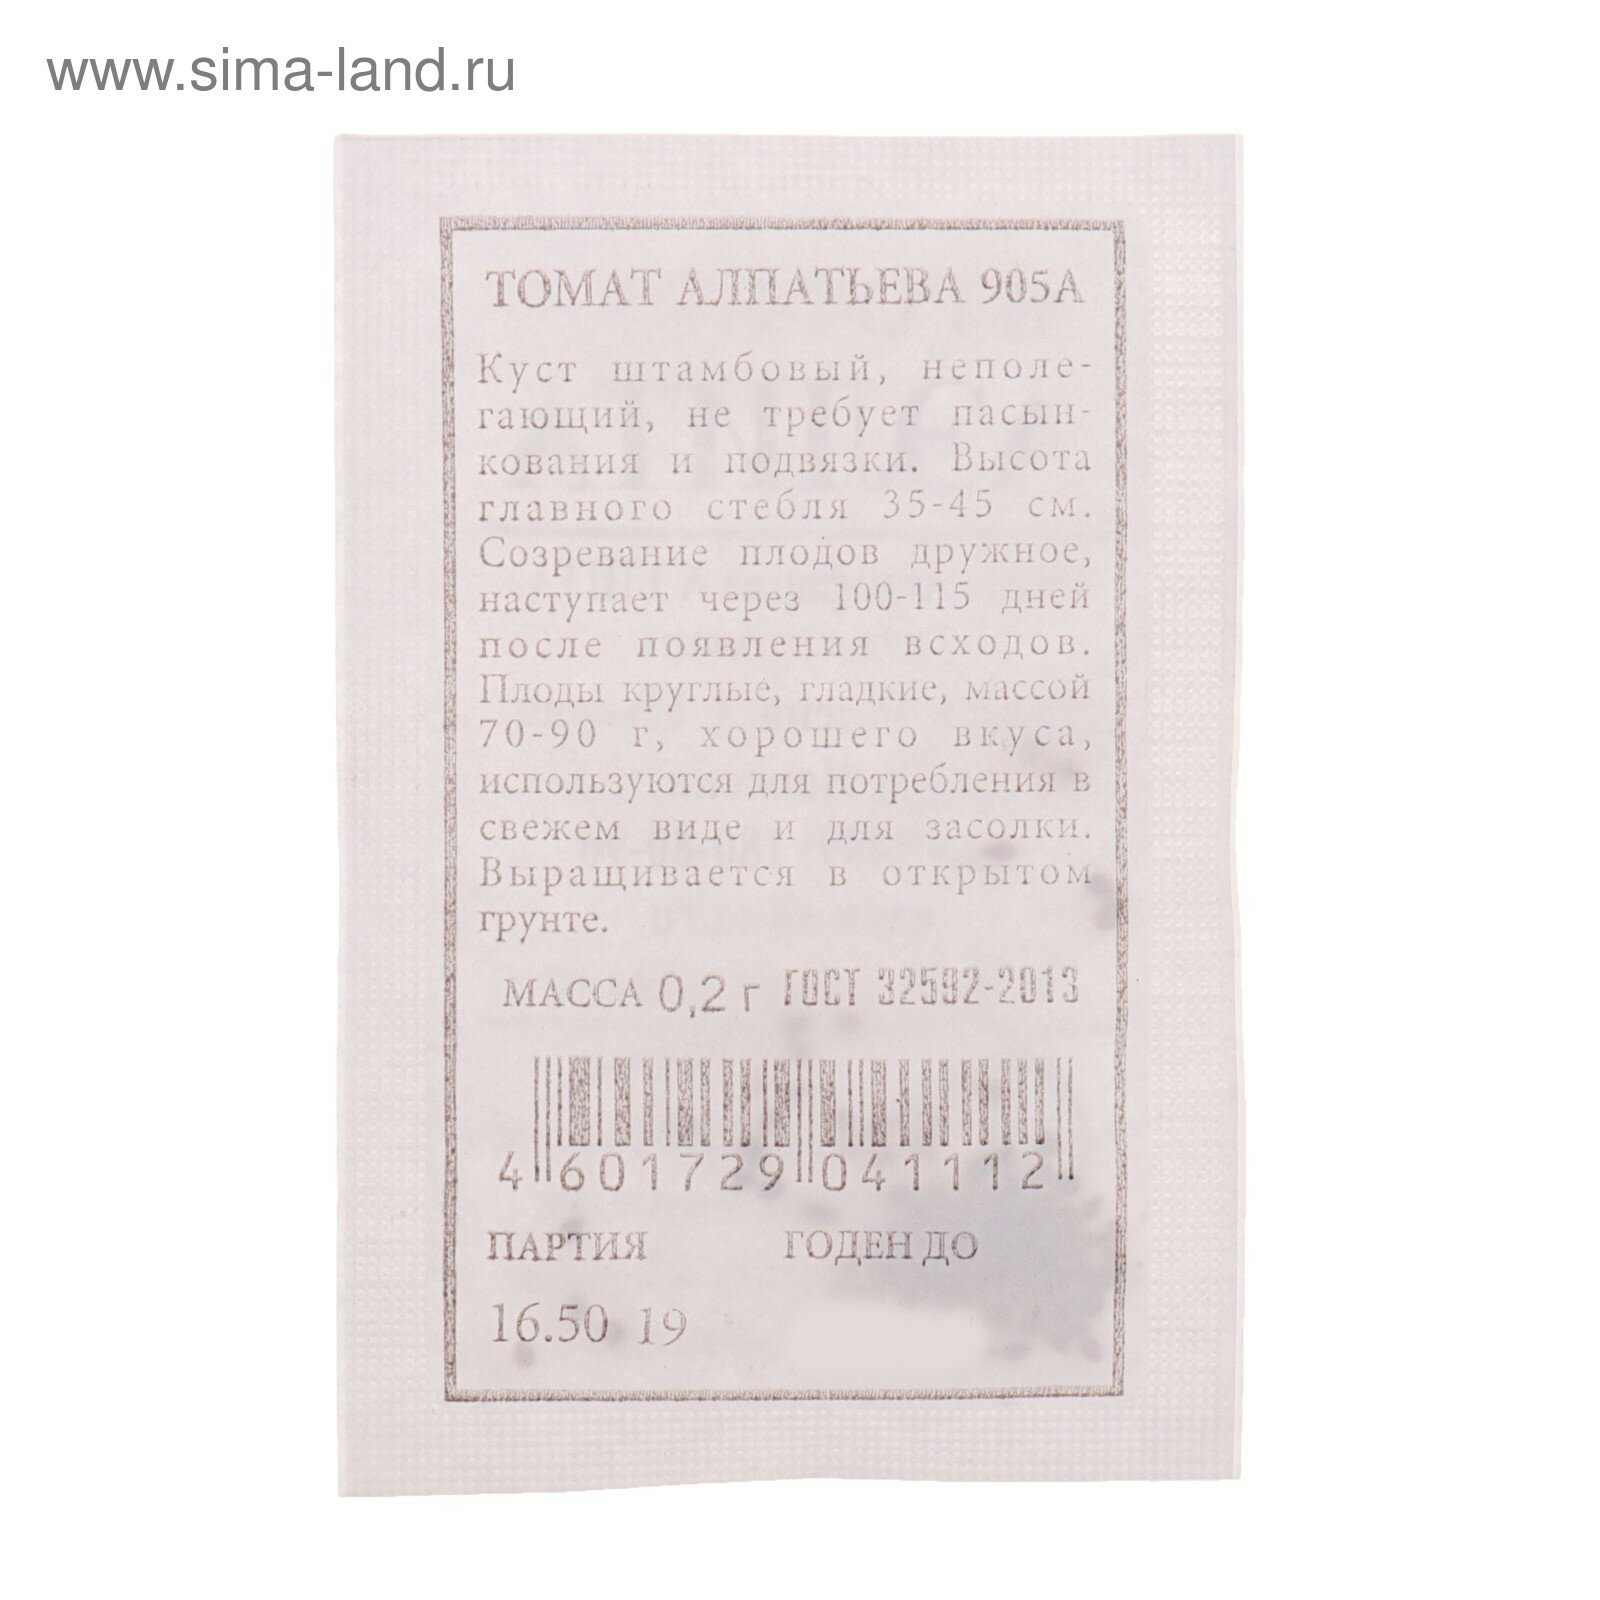 www.sima-land.ru
ТОМАТ АЛПАТЬЕВА 905А
Куст штамбовый, неполе-
гающий, не требует пасын-
кования и подвязки. Высота
главного стебля 35-45 см.
Созревание плодов дружное,
наступает через 100-115 дней
после появления всходов.
Плоды круглые, гладкие, массой
70-90 г, хорошего вкуса,
используются для потребления в
свежем виде и для засолки.
Выращивается в открытом
грунте.
МАССА 0,2 г ГОСТ 32592-2013
4 601729 041112
ПАРТИЯ ГОДЕН ДО
16.50 19